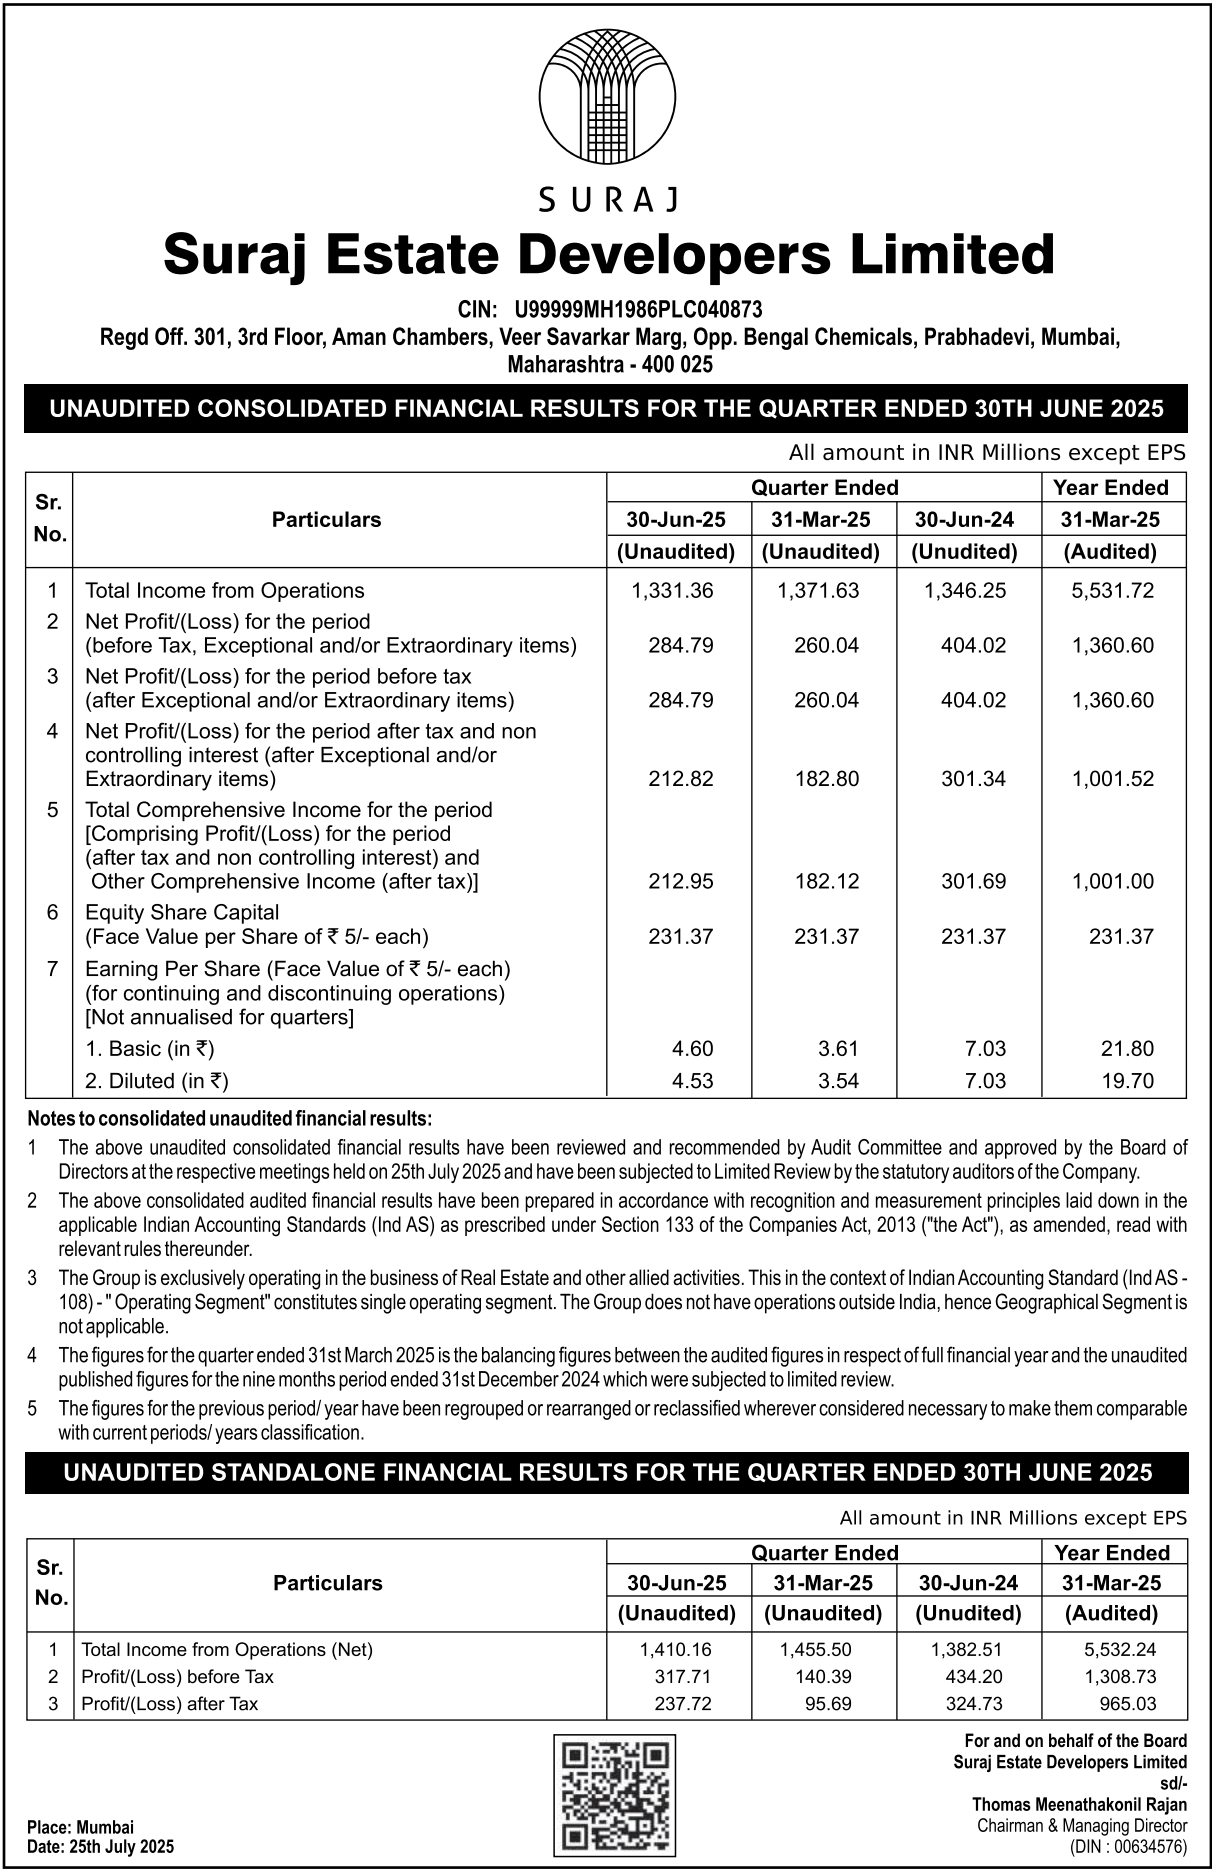 SURAJ
Suraj Estate Developers Limited
CIN: U99999MH1986PLC040873
Regd Off. 301, 3rd Floor, Aman Chambers, Veer Savarkar Marg, Opp. Bengal Chemicals, Prabhadevi, Mumbai,
Maharashtra - 400 025
UNAUDITED CONSOLIDATED FINANCIAL RESULTS FOR THE QUARTER ENDED 30TH JUNE 2025
All amount in INR Millions except EPS
Sr. No. Particulars Quarter Ended Year Ended
30-Jun-25 31-Mar-25 30-Jun-24 31-Mar-25
(Unaudited) (Unaudited) (Unudited) (Audited)
1 Total Income from Operations 1,331.36 1,371.63 1,346.25 5,531.72
2 Net Profit/(Loss) for the period
(before Tax, Exceptional and/or Extraordinary items) 284.79 260.04 404.02 1,360.60
3 Net Profit/(Loss) for the period before tax
(after Exceptional and/or Extraordinary items) 284.79 260.04 404.02 1,360.60
4 Net Profit/(Loss) for the period after tax and non
controlling interest (after Exceptional and/or
Extraordinary items) 212.82 182.80 301.34 1,001.52
5 Total Comprehensive Income for the period
[Comprising Profit/(Loss) for the period
(after tax and non controlling interest) and
Other Comprehensive Income (after tax)] 212.95 182.12 301.69 1,001.00
6 Equity Share Capital
(Face Value per Share of ₹ 5/- each) 231.37 231.37 231.37 231.37
7 Earning Per Share (Face Value of ₹ 5/- each)
(for continuing and discontinuing operations)
[Not annualised for quarters]
1. Basic (in ₹) 4.60 3.61 7.03 21.80
2. Diluted (in ₹) 4.53 3.54 7.03 19.70
Notes to consolidated unaudited financial results:
1 The above unaudited consolidated financial results have been reviewed and recommended by Audit Committee and approved by the Board of
Directors at the respective meetings held on 25th July 2025 and have been subjected to Limited Review by the statutory auditors of the Company.
2 The above consolidated audited financial results have been prepared in accordance with recognition and measurement principles laid down in the
applicable Indian Accounting Standards (Ind AS) as prescribed under Section 133 of the Companies Act, 2013 ("the Act"), as amended, read with
relevant rules thereunder.
3 The Group is exclusively operating in the business of Real Estate and other allied activities. This in the context of Indian Accounting Standard (Ind AS -
108) - " Operating Segment" constitutes single operating segment. The Group does not have operations outside India, hence Geographical Segment is
not applicable.
4 The figures for the quarter ended 31st March 2025 is the balancing figures between the audited figures in respect of full financial year and the unaudited
published figures for the nine months period ended 31st December 2024 which were subjected to limited review.
5 The figures for the previous period/ year have been regrouped or rearranged or reclassified wherever considered necessary to make them comparable
with current periods/ years classification.
UNAUDITED STANDALONE FINANCIAL RESULTS FOR THE QUARTER ENDED 30TH JUNE 2025
All amount in INR Millions except EPS
Sr. No. Particulars Quarter Ended Year Ended
30-Jun-25 31-Mar-25 30-Jun-24 31-Mar-25
(Unaudited) (Unaudited) (Unudited) (Audited)
1 Total Income from Operations (Net) 1,410.16 1,455.50 1,382.51 5,532.24
2 Profit/(Loss) before Tax 317.71 140.39 434.20 1,308.73
3 Profit/(Loss) after Tax 237.72 95.69 324.73 965.03
For and on behalf of the Board
Suraj Estate Developers Limited
sd/-
Thomas Meenathakonil Rajan
Chairman & Managing Director
(DIN : 00634576)
Place: Mumbai
Date: 25th July 2025